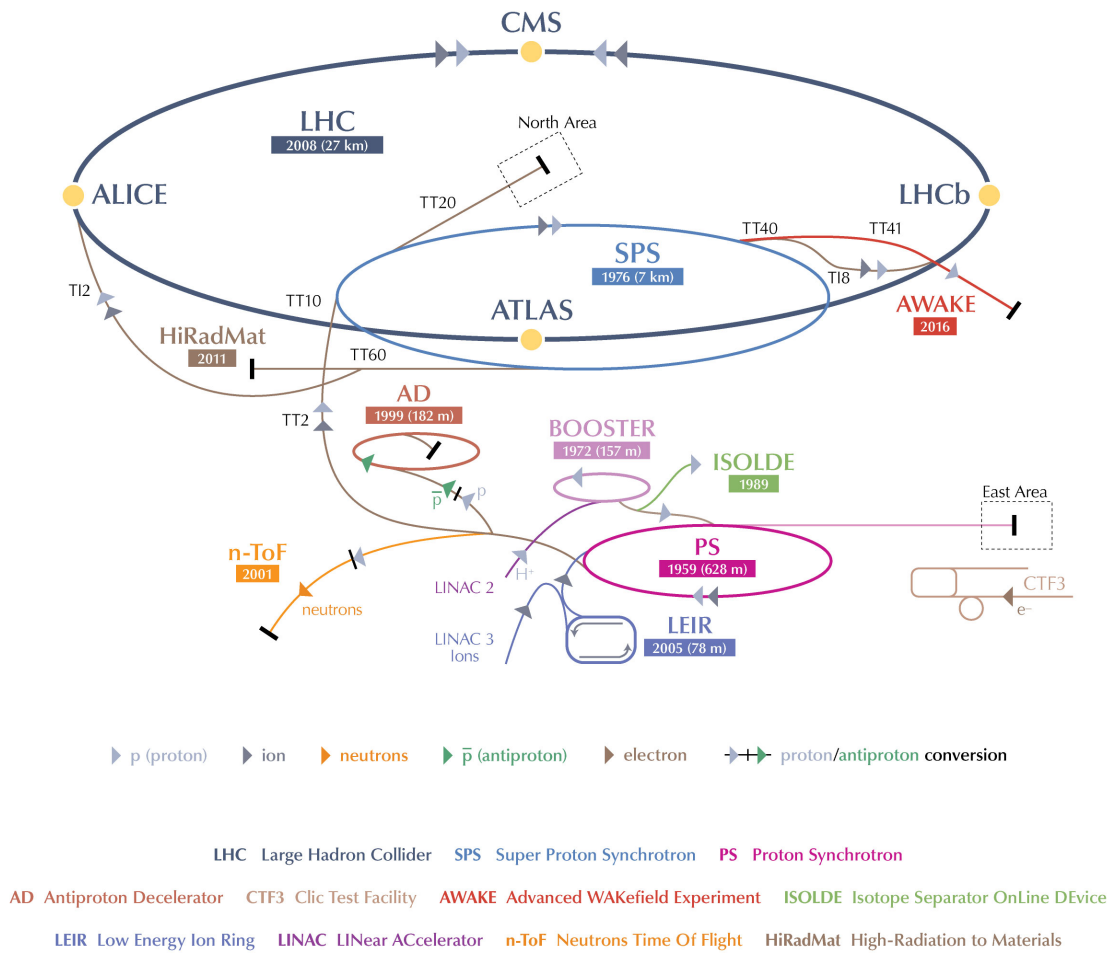 CMS
LHC
2008 (27 km)
North Area
ALICE
LHCb
TT20
TT40
TT41
SPS
1976 (7 km)
TI2
TI8
TT10
ATLAS
AWAKE
2016
HiRadMat
2011
TT60
AD
1999 (182 m)
TT2
BOOSTER
1972 (157 m)
ISOLDE
1989
p̅
p
East Area
n-ToF
2001
PS
1959 (628 m)
H+
LINAC 2
neutrons
CTF3
e–
LEIR
2005 (78 m)
LINAC 3
Ions
p (proton) ion neutrons p̅ (antiproton) electron proton/antiproton conversion
LHC Large Hadron Collider SPS Super Proton Synchrotron PS Proton Synchrotron
AD Antiproton Decelerator CTF3 Clic Test Facility AWAKE Advanced WAKefield Experiment ISOLDE Isotope Separator OnLine DEvice
LEIR Low Energy Ion Ring LINAC LINear ACcelerator n-ToF Neutrons Time Of Flight HiRadMat High-Radiation to Materials